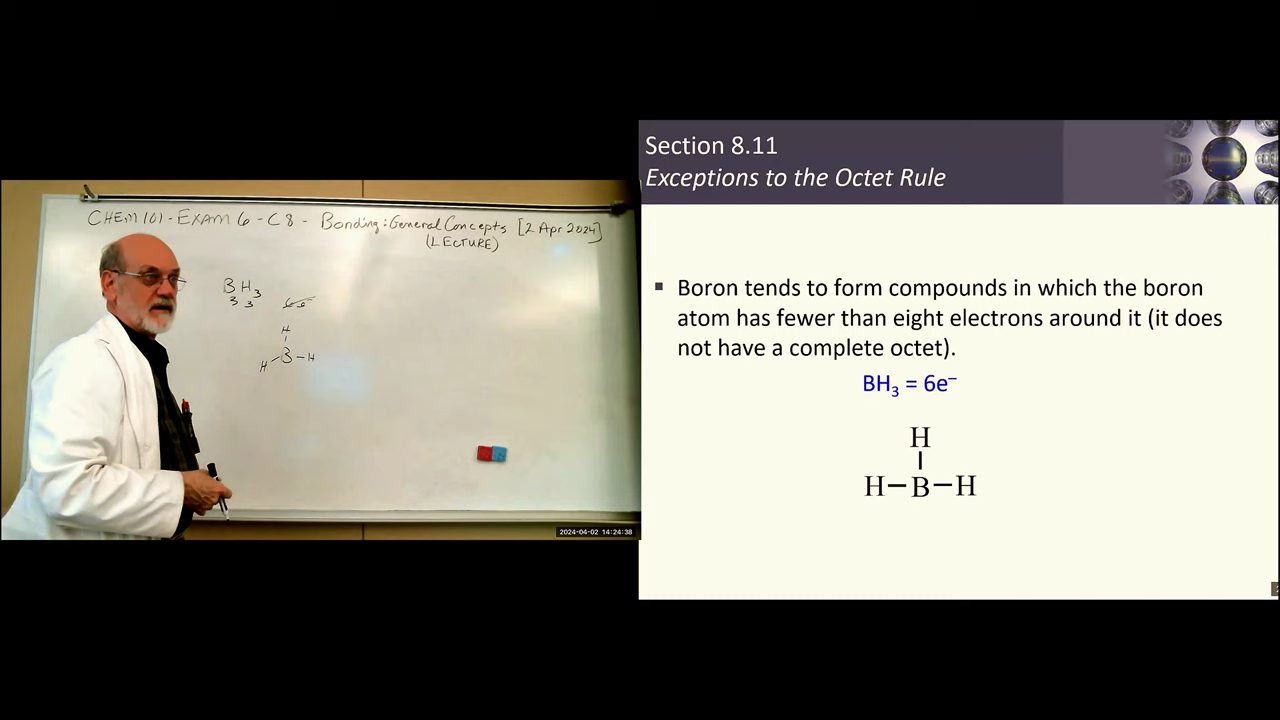 CHEM 101 - EXAM 6 - C8 - Bonding: General Concepts [2 Apr 2024]
(LECTURE)
BH3
3 3
6e-
H
H-B-H
2024-04-02 14:24:38
Section 8.11
Exceptions to the Octet Rule
▪ Boron tends to form compounds in which the boron
atom has fewer than eight electrons around it (it does
not have a complete octet).
BH₃ = 6e⁻
H
H–B–H